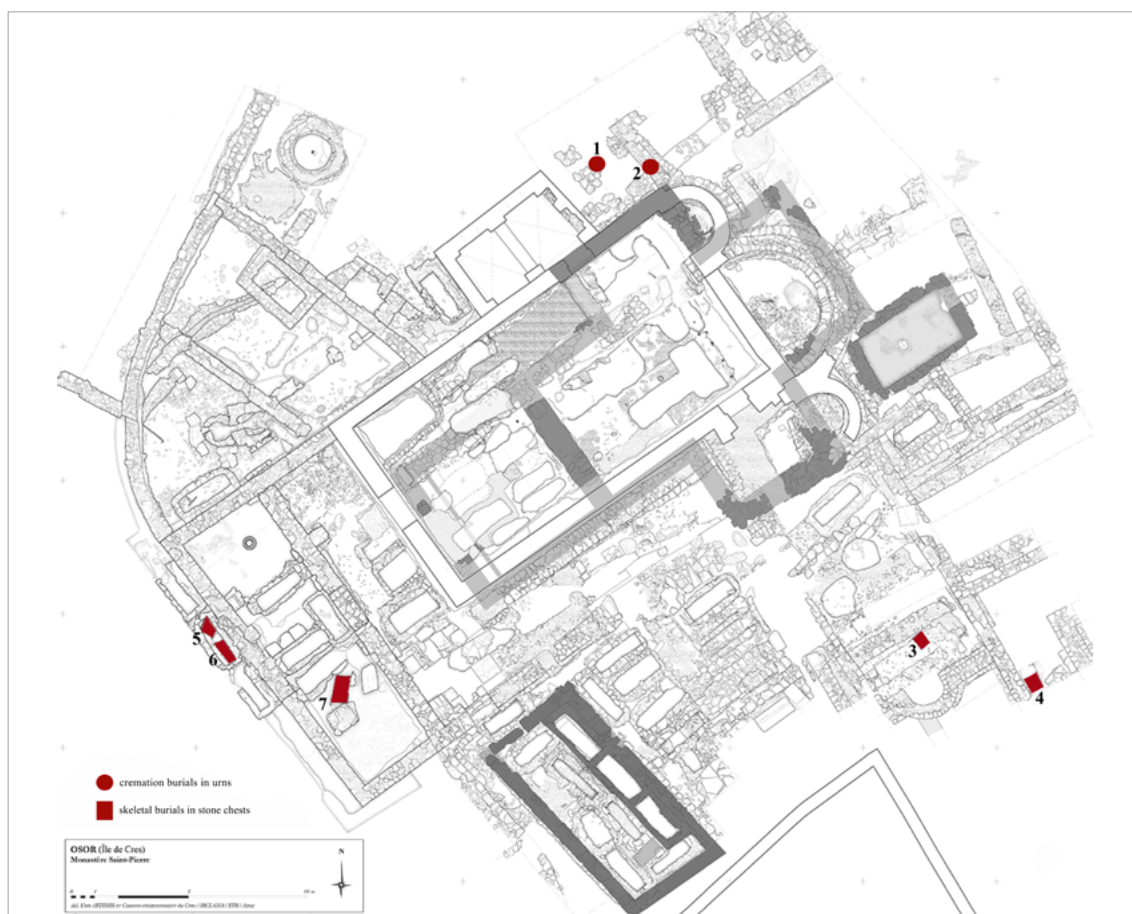 1
2
3
4
5
6
7
cremation burials in urns
skeletal burials in stone chests
OSOR (Île de Cres)
Monastère Saint-Pierre
N
0